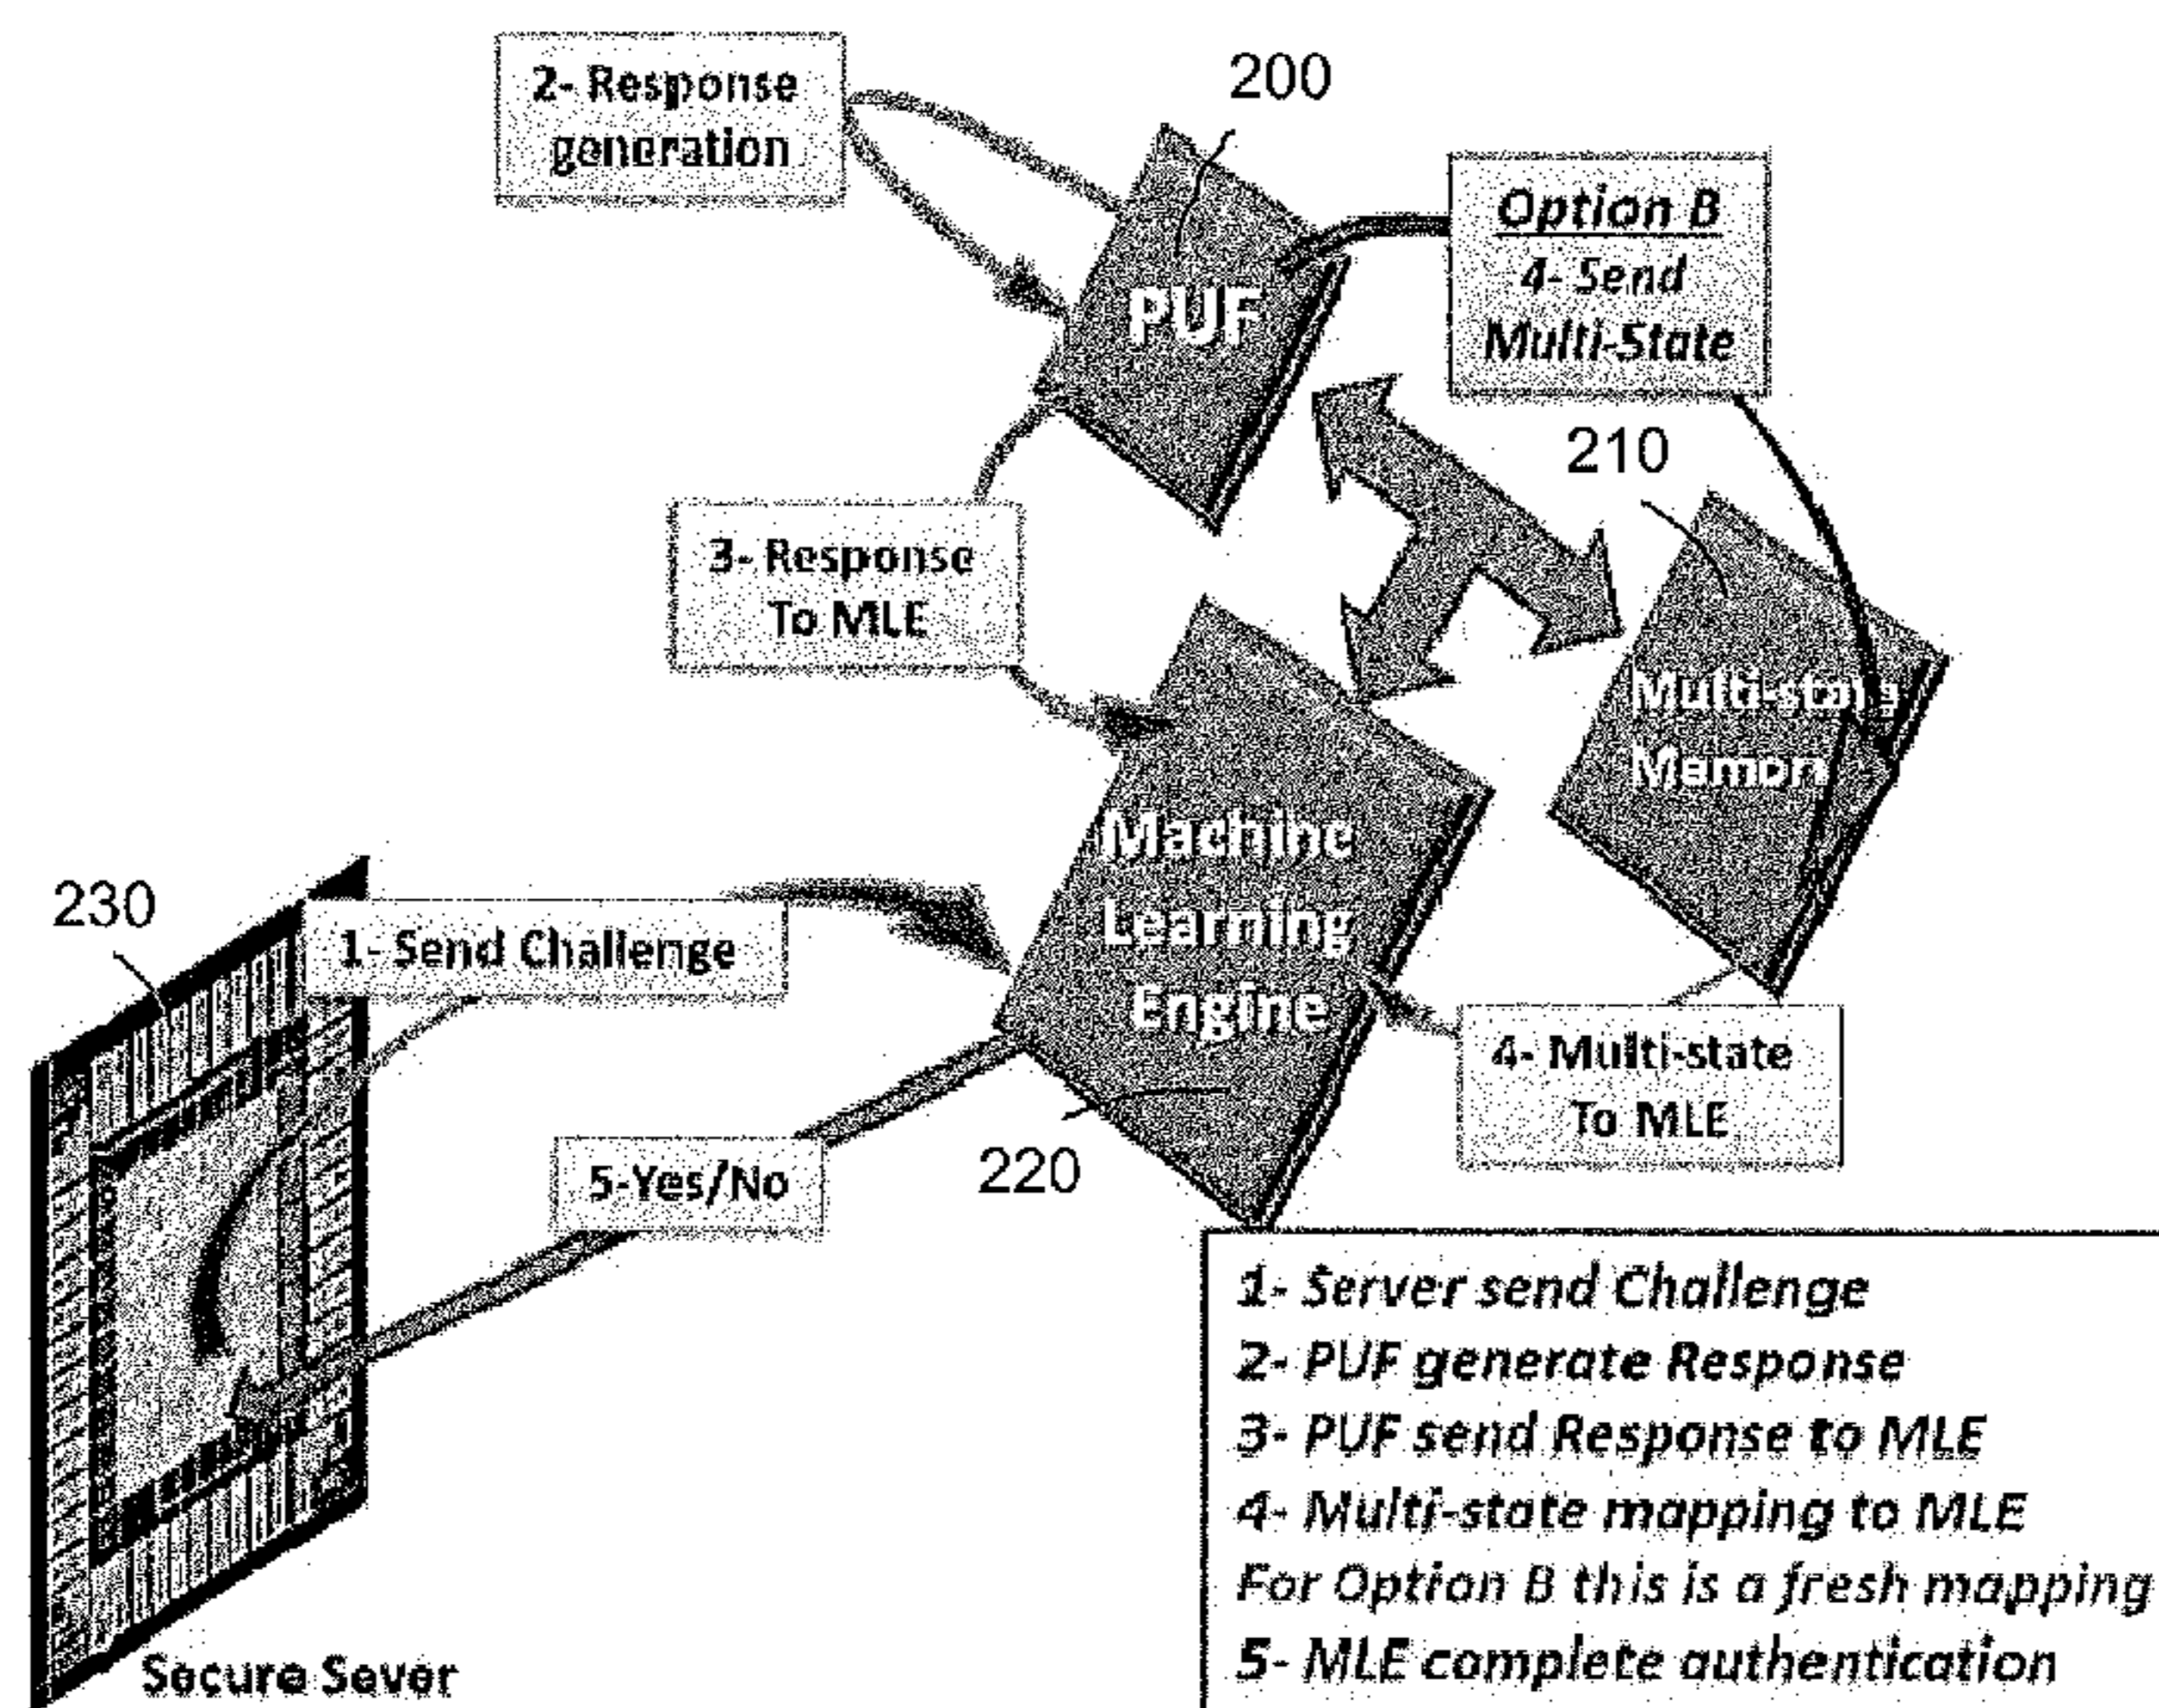 2- Response
generation
200
PUF
Option B
4- Send
Multi-State
210
3- Response
To MLE
Multi-state
Memory
Machine
Learning
Engine
230
1- Send Challenge
4- Multi-state
To MLE
220
5-Yes/No
1- Server send Challenge
2- PUF generate Response
3- PUF send Response to MLE
4- Multi-state mapping to MLE
For Option B this is a fresh mapping
5- MLE complete authentication
Secure Sever